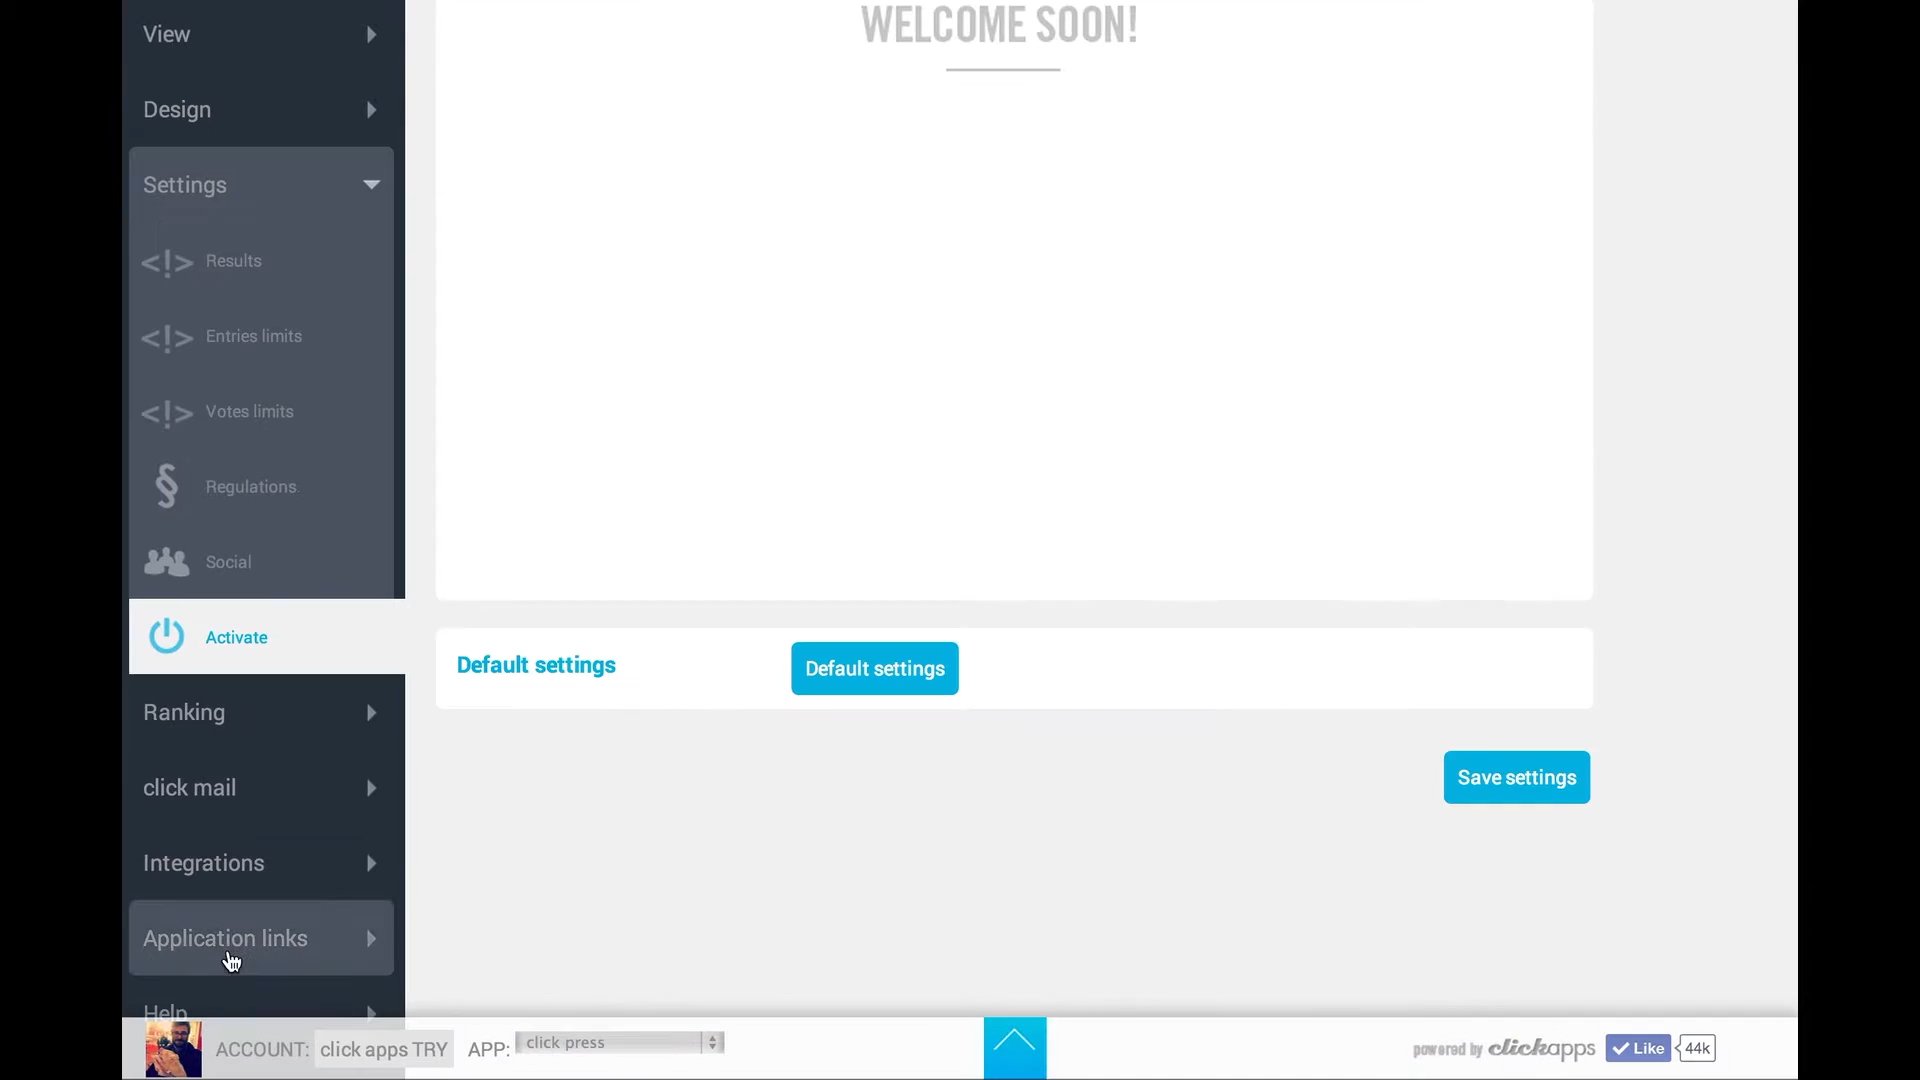 View
WELCOME SOON!
Design
Settings
<!> Results
<!> Entries limits
<!> Votes limits
§ Regulations
Social
Activate
Default settings
Default settings
Ranking
Save settings
click mail
Integrations
Application links
Help
ACCOUNT: click apps TRY APP: click press
powered by clickapps Like 44k